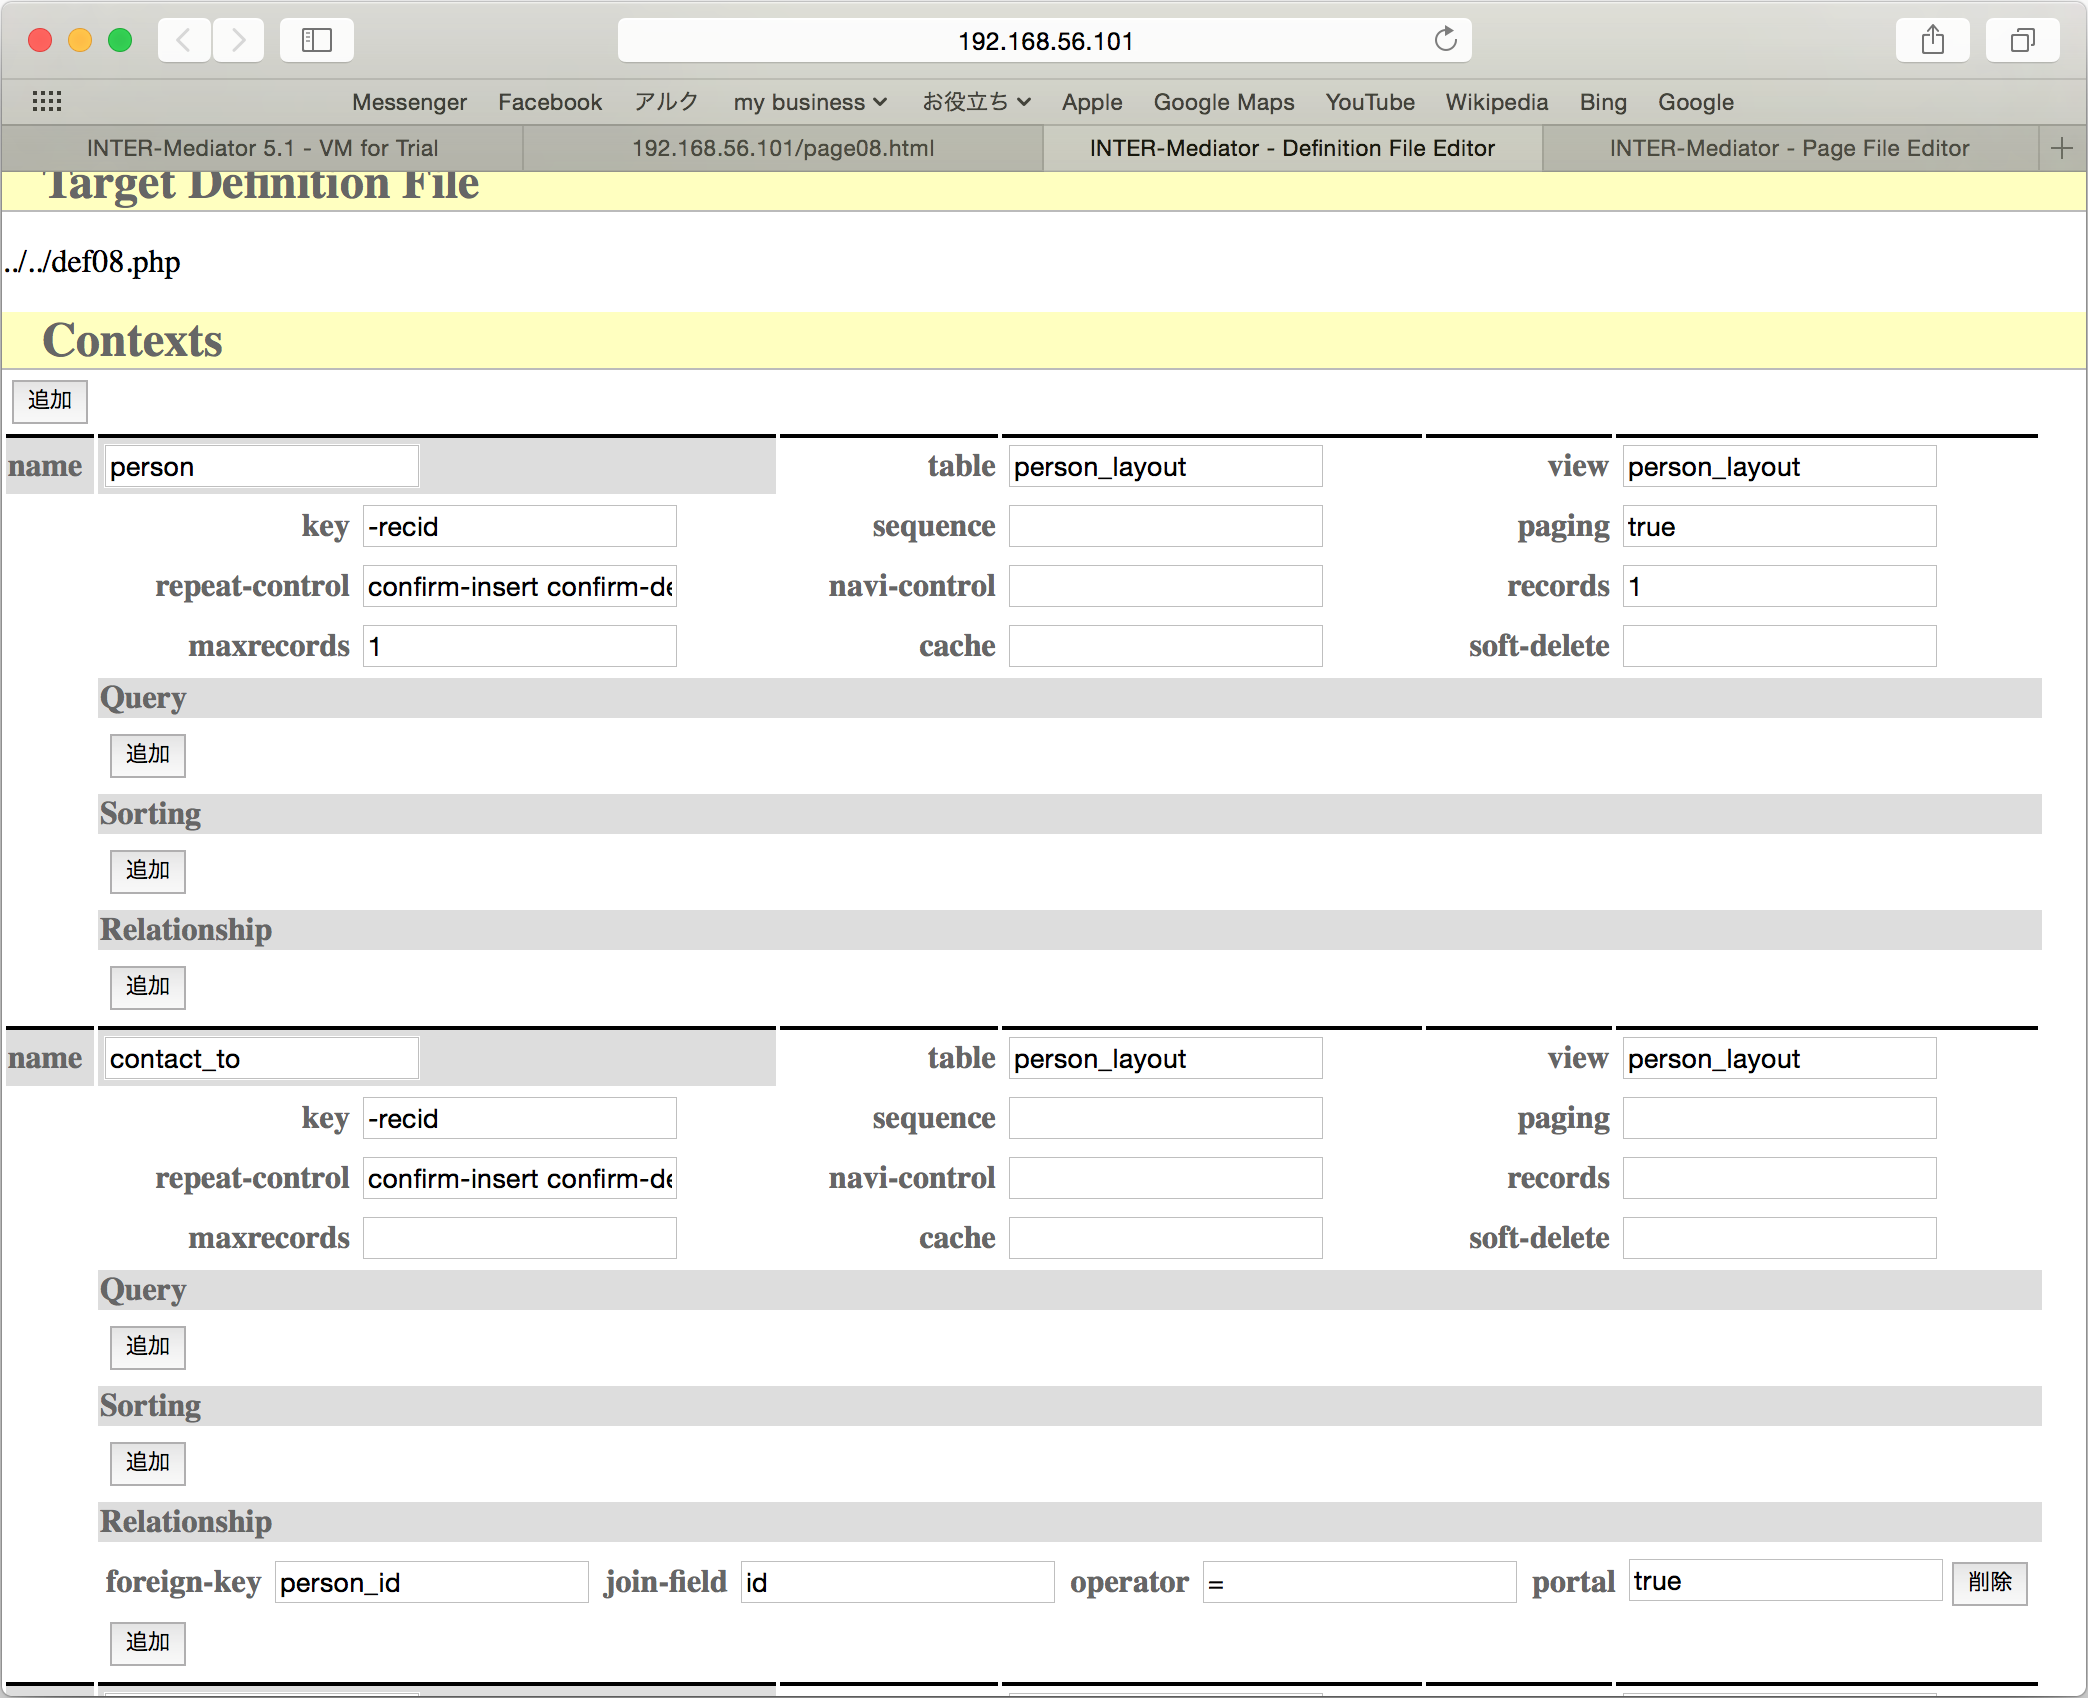 192.168.56.101
Messenger Facebook アルク my business お役立ち Apple Google Maps YouTube Wikipedia Bing Google
INTER-Mediator 5.1 - VM for Trial 192.168.56.101/page08.html INTER-Mediator - Definition File Editor INTER-Mediator - Page File Editor
Target Definition File
../../def08.php
Contexts
追加
name person table person_layout view person_layout
key -recid sequence paging true
repeat-control confirm-insert confirm-de navi-control records 1
maxrecords 1 cache soft-delete
Query
追加
Sorting
追加
Relationship
追加
name contact_to table person_layout view person_layout
key -recid sequence paging
repeat-control confirm-insert confirm-de navi-control records
maxrecords cache soft-delete
Query
追加
Sorting
追加
Relationship
foreign-key person_id join-field id operator = portal true 削除
追加